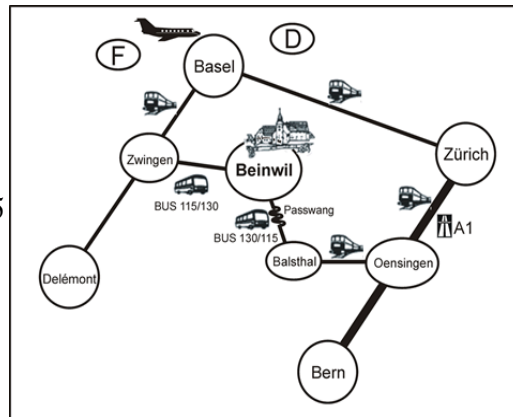 F
D
Basel
Zwingen
Beinwil
Zürich
BUS 115/130
Passwang
BUS 130/115
A1
Delémont
Balsthal
Oensingen
Bern